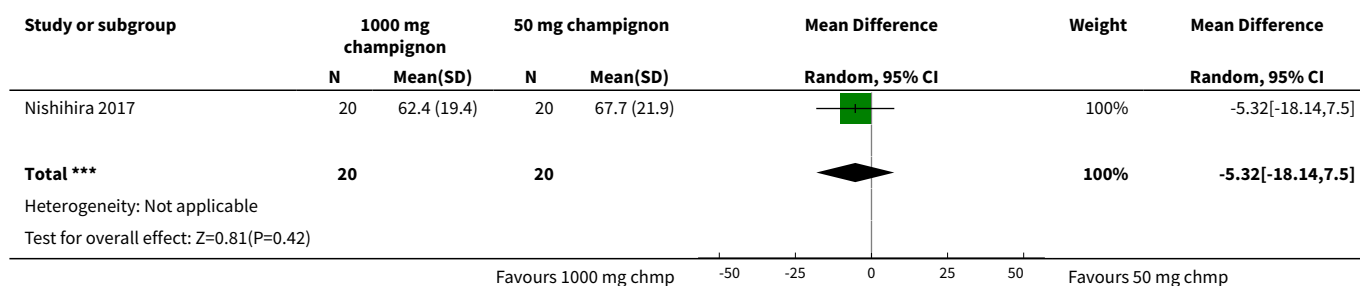 Study or subgroup 1000 mg champignon 50 mg champignon Mean Difference Weight Mean Difference
N Mean(SD) N Mean(SD) Random, 95% CI Random, 95% CI
Nishihira 2017 20 62.4 (19.4) 20 67.7 (21.9) 100% -5.32[-18.14,7.5]
Total *** 20 20 100% -5.32[-18.14,7.5]
Heterogeneity: Not applicable
Test for overall effect: Z=0.81(P=0.42)
Favours 1000 mg chmp -50 -25 0 25 50 Favours 50 mg chmp